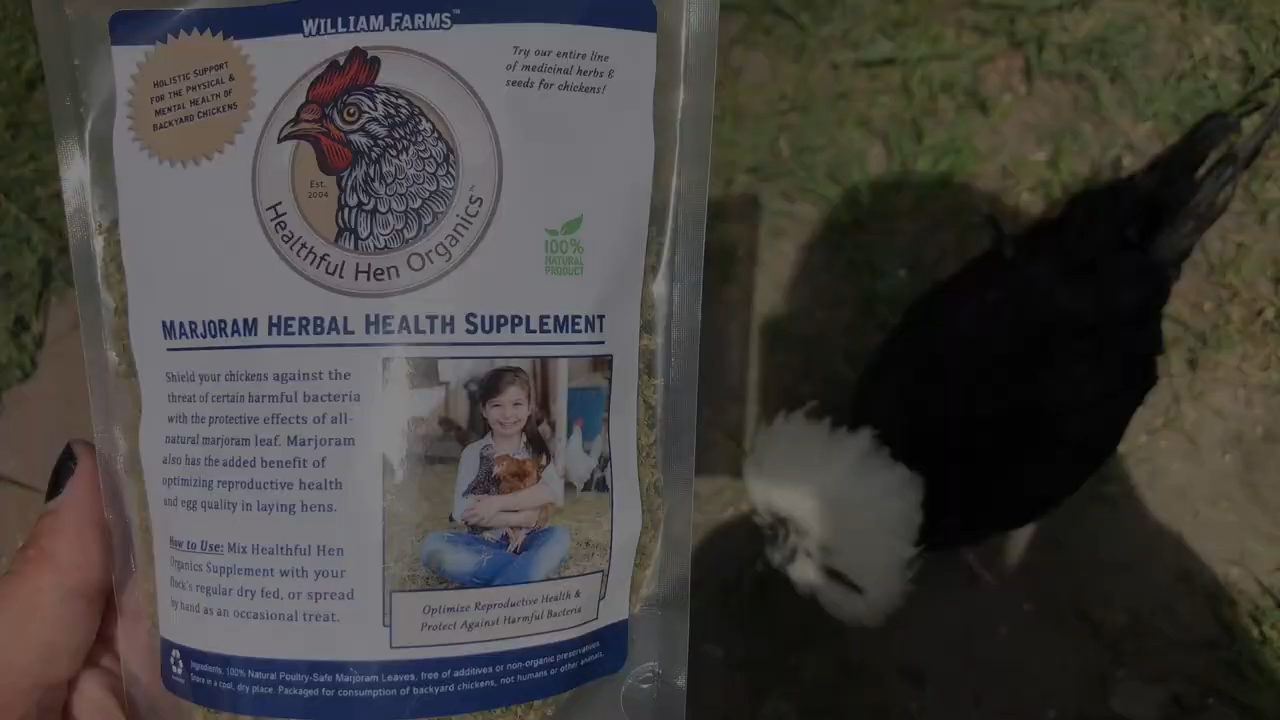 WILLIAM FARMS™
HOLISTIC SUPPORT
FOR THE PHYSICAL &
MENTAL HEALTH OF
BACKYARD CHICKENS
Try our entire line
of medicinal herbs &
seeds for chickens!
Est.
2004
Healthful Hen Organics™
100%
NATURAL
PRODUCT
MARJORAM HERBAL HEALTH SUPPLEMENT
Shield your chickens against the
threat of certain harmful bacteria
with the protective effects of all-
natural marjoram leaf. Marjoram
also has the added benefit of
optimizing reproductive health
and egg quality in laying hens.
How to Use: Mix Healthful Hen
Organics Supplement with your
flock's regular dry fed, or spread
by hand as an occasional treat.
Optimize Reproductive Health &
Protect Against Harmful Bacteria
Ingredients: 100% Natural Poultry-Safe Marjoram Leaves, free of additives or non-organic preservatives.
Store in a cool, dry place. Packaged for consumption of backyard chickens, not humans or other animals.